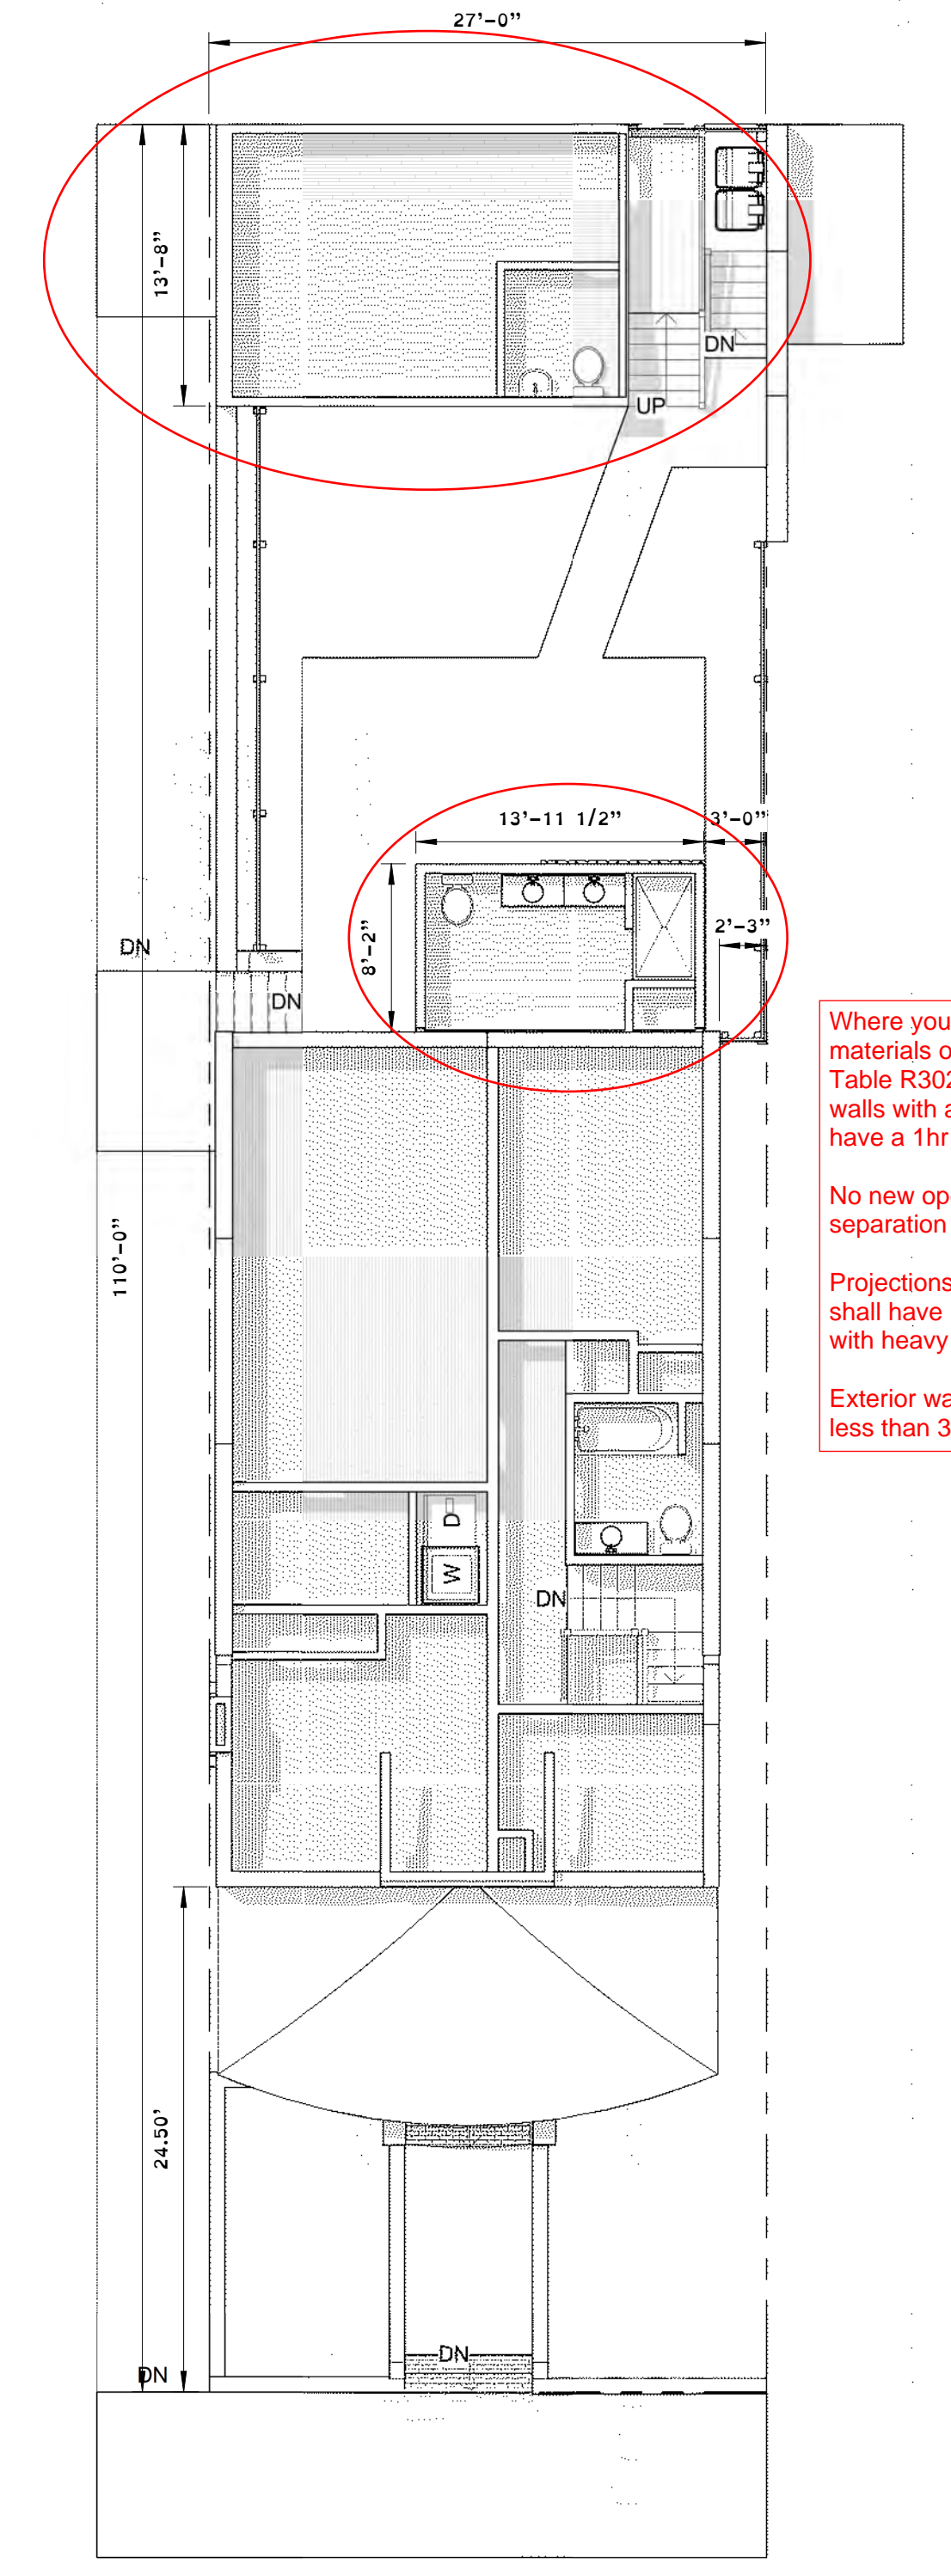 27'-0"
13'-8"
DN
UP
13'-11 1/2"
3'-0"
8'-2"
2'-3"
DN
DN
Where you
materials o
Table R302
walls with a
have a 1hr
No new op
separation
Projections
shall have
with heavy
Exterior wa
less than 3
110'-0"
D
W
DN
24.50'
DN
DN